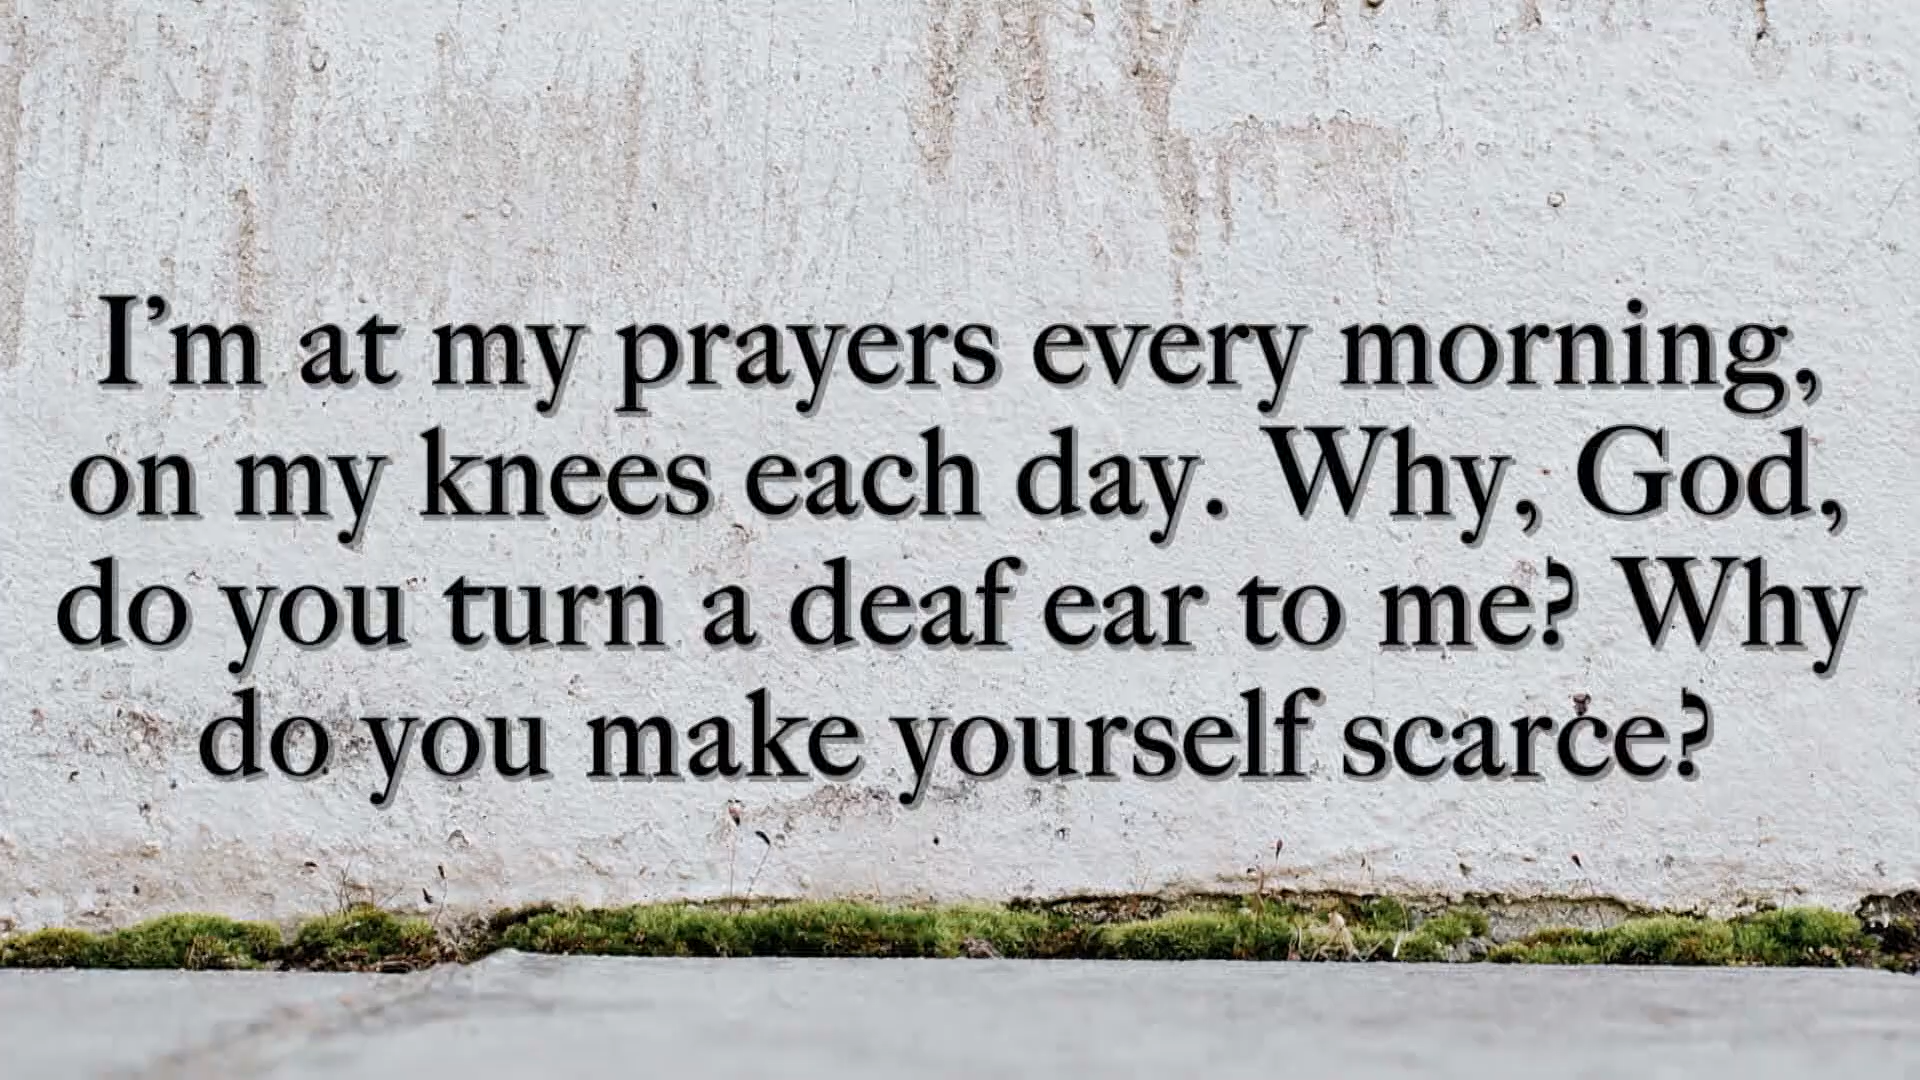 I’m at my prayers every morning,
on my knees each day. Why, God,
do you turn a deaf ear to me? Why
do you make yourself scarce?